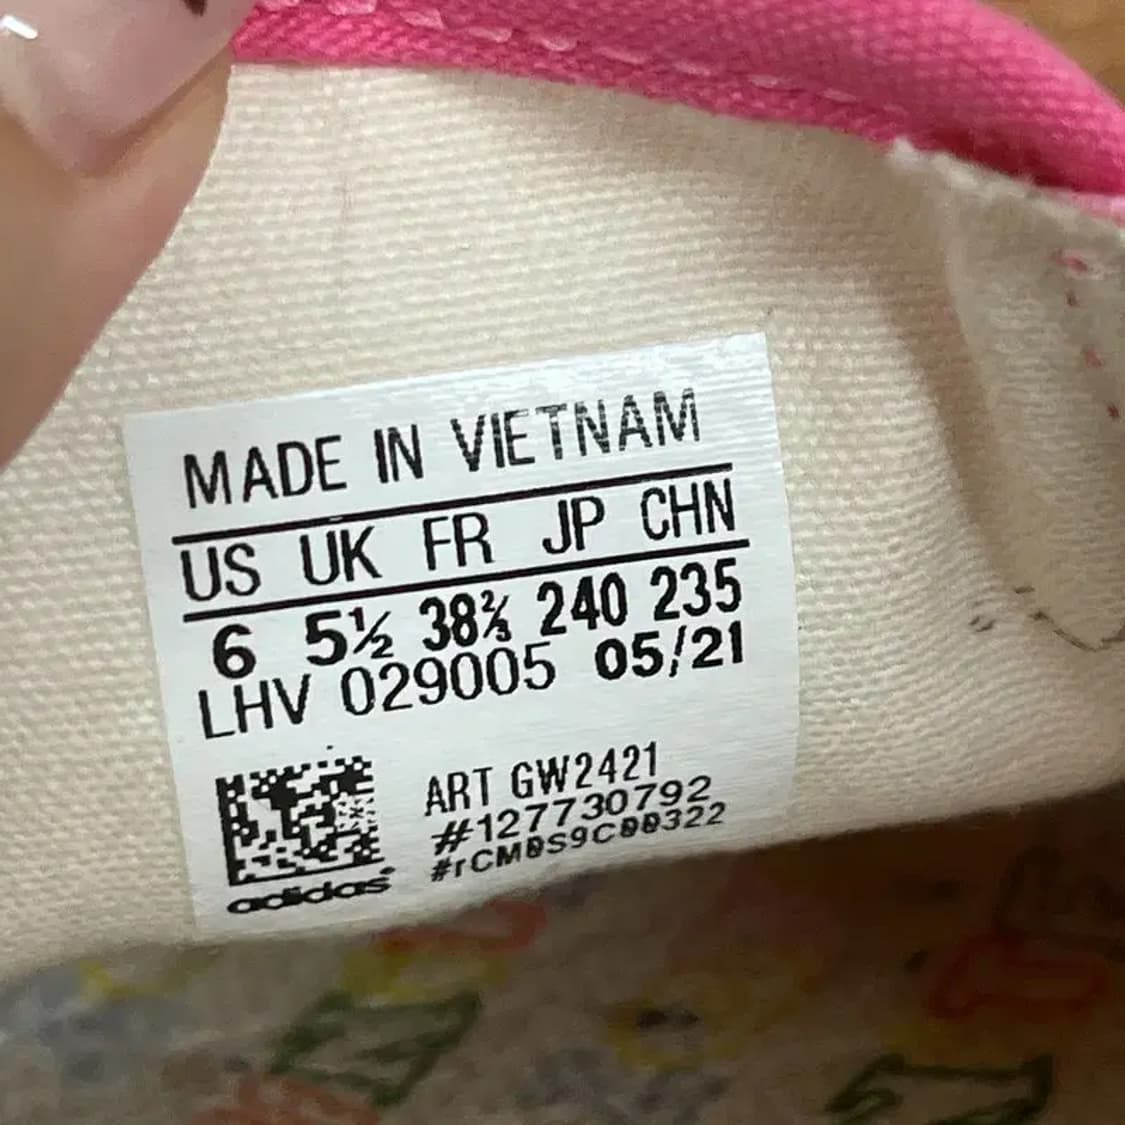 MADE IN VIETNAM
US UK FR JP CHN
6 5½ 38⅔ 240 235
LHV 029005 05/21
ART GW2421
#127730792
#rCM0S9C00322
adidas